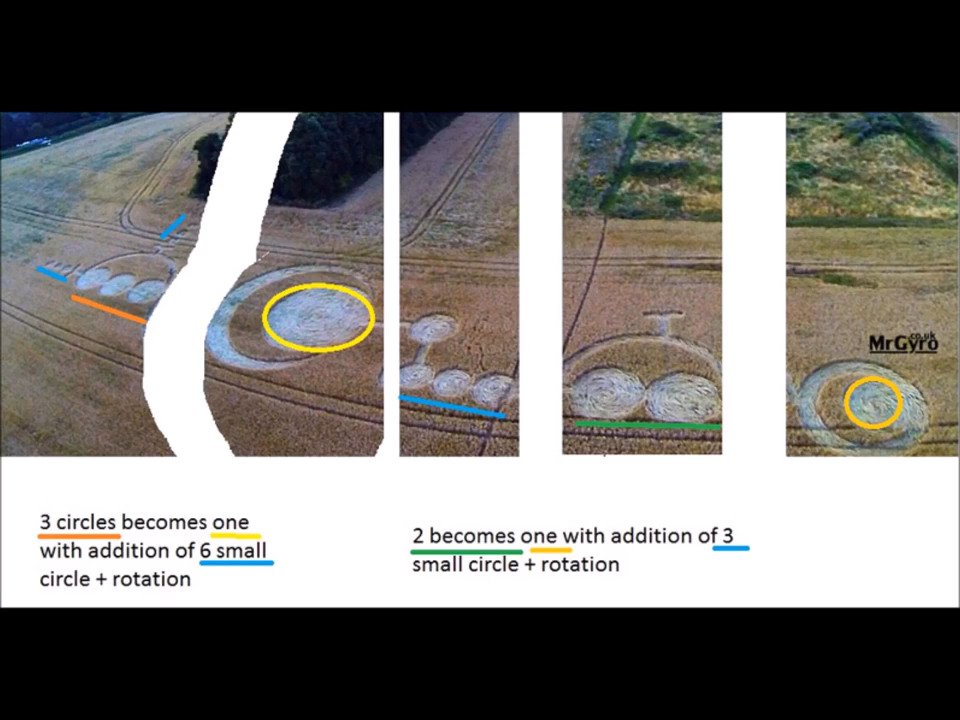 MrGyro
.co.uk
3 circles becomes one
with addition of 6 small
circle + rotation
2 becomes one with addition of 3
small circle + rotation